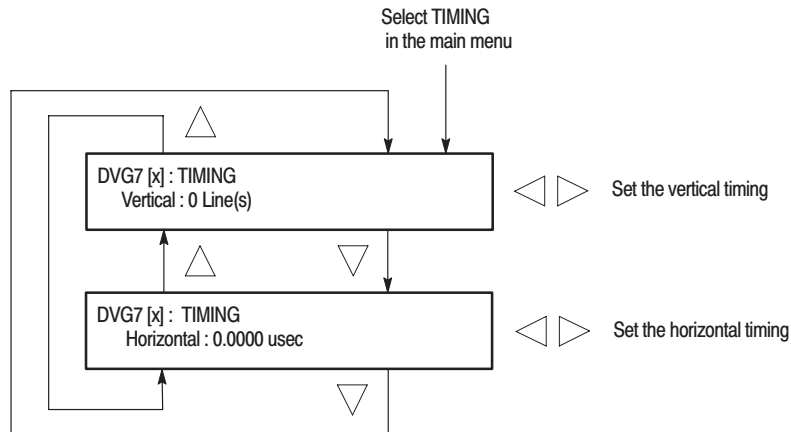 Select TIMING
in the main menu
DVG7 [x] : TIMING
Vertical : 0 Line(s)
Set the vertical timing
DVG7 [x] : TIMING
Horizontal : 0.0000 usec
Set the horizontal timing